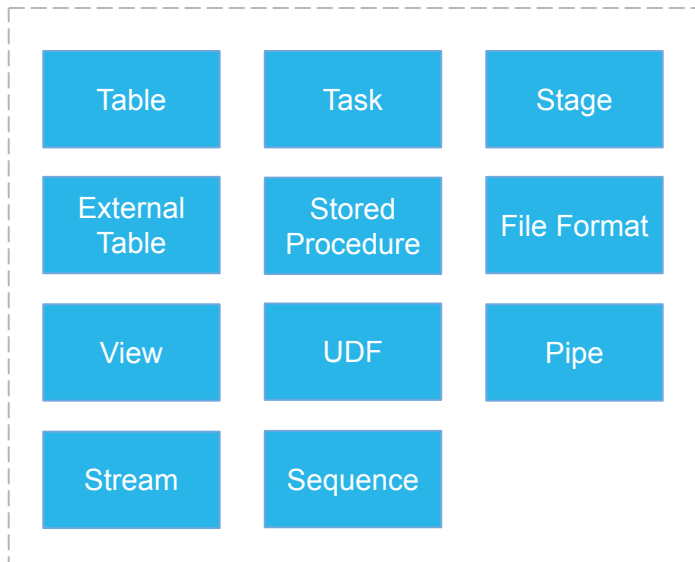 Table
Task
Stage
External
Table
Stored
Procedure
File Format
View
UDF
Pipe
Stream
Sequence